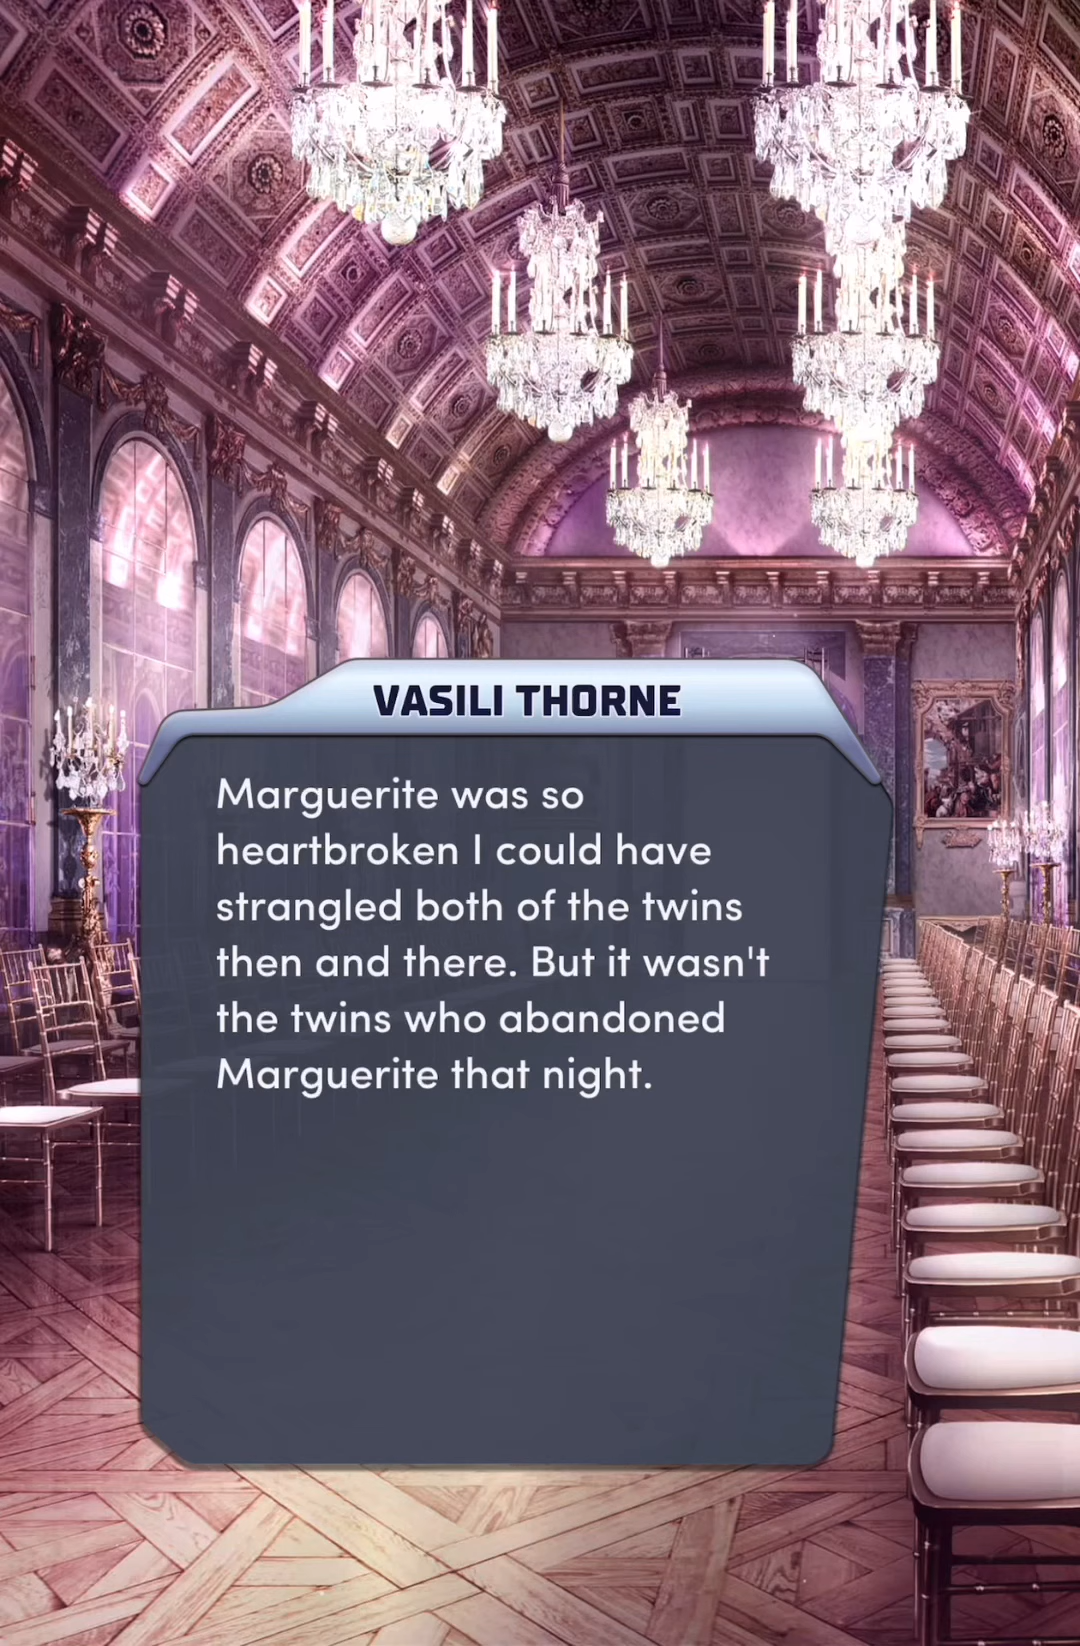 VASILI THORNE
Marguerite was so
heartbroken I could have
strangled both of the twins
then and there. But it wasn't
the twins who abandoned
Marguerite that night.